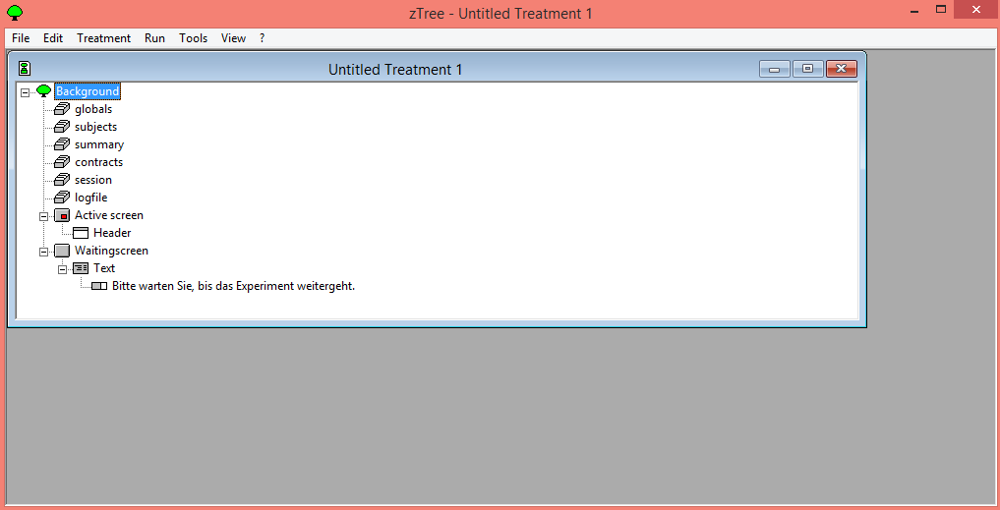 zTree - Untitled Treatment 1
File Edit Treatment Run Tools View ?
Untitled Treatment 1
Background
globals
subjects
summary
contracts
session
logfile
Active screen
Header
Waitingscreen
Text
Bitte warten Sie, bis das Experiment weitergeht.